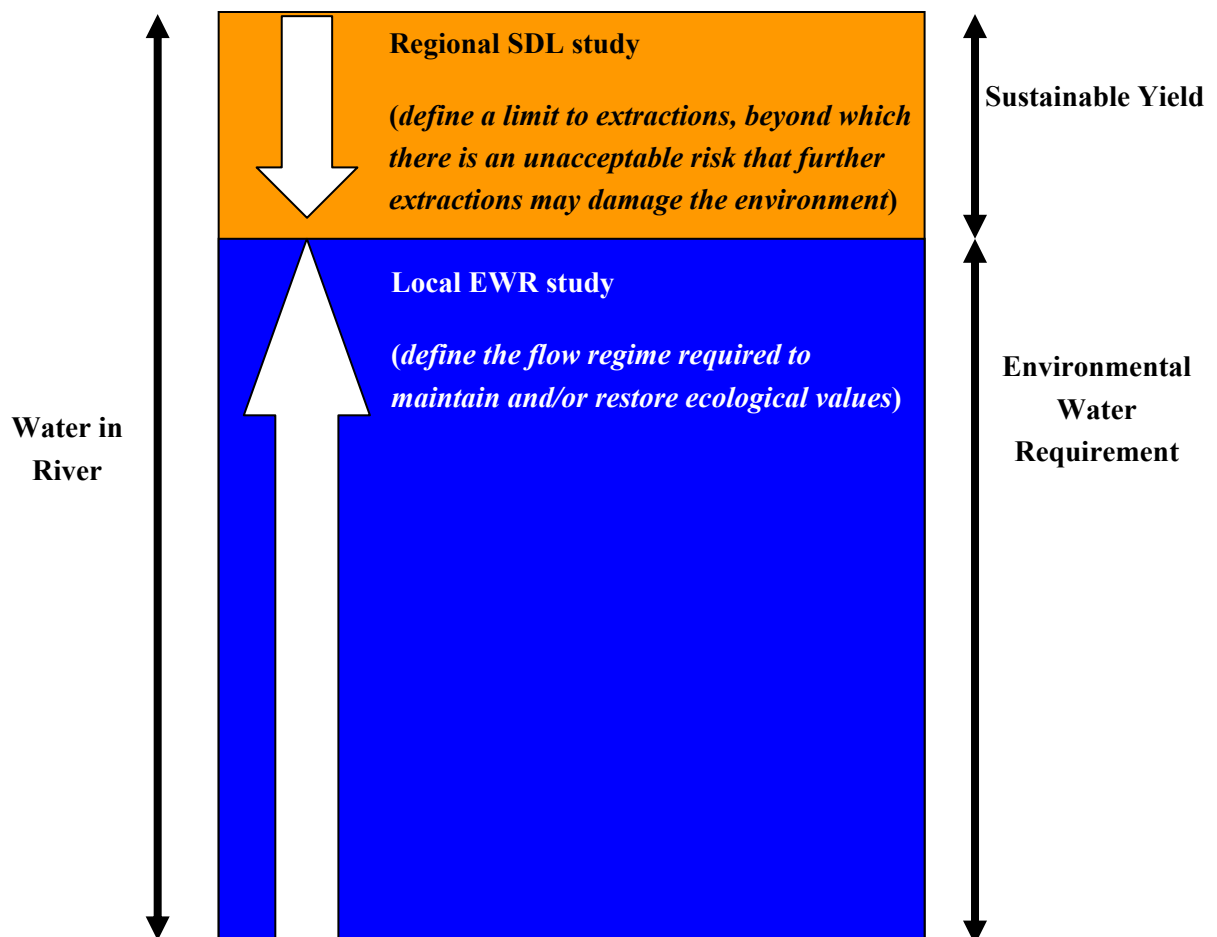 Regional SDL study
(define a limit to extractions, beyond which
there is an unacceptable risk that further
extractions may damage the environment)
Sustainable Yield
Local EWR study
(define the flow regime required to
maintain and/or restore ecological values)
Water in
River
Environmental
Water
Requirement